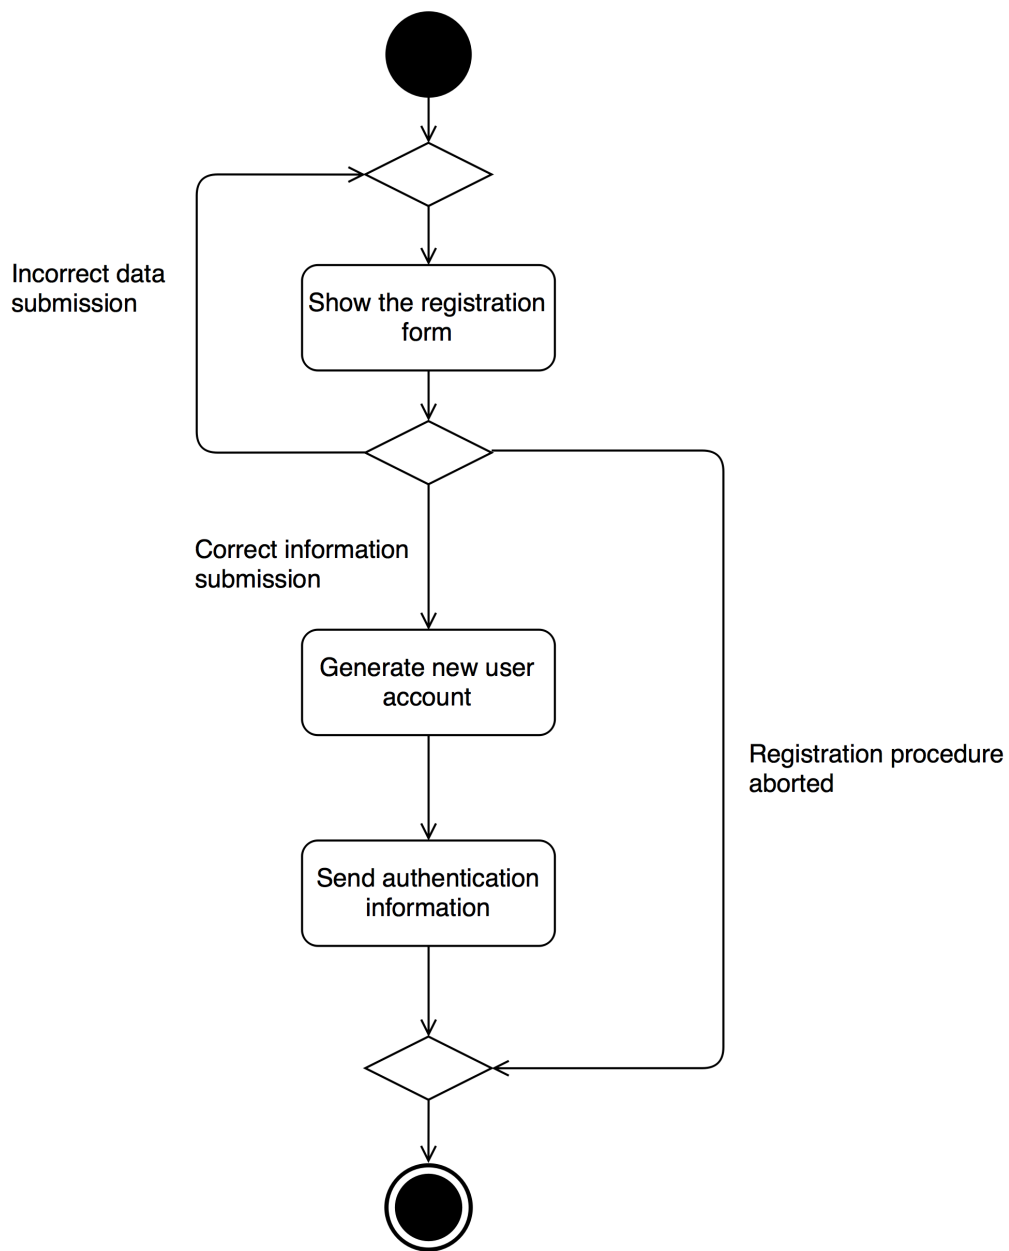 Incorrect data
submission
Show the registration
form
Correct information
submission
Generate new user
account
Registration procedure
aborted
Send authentication
information